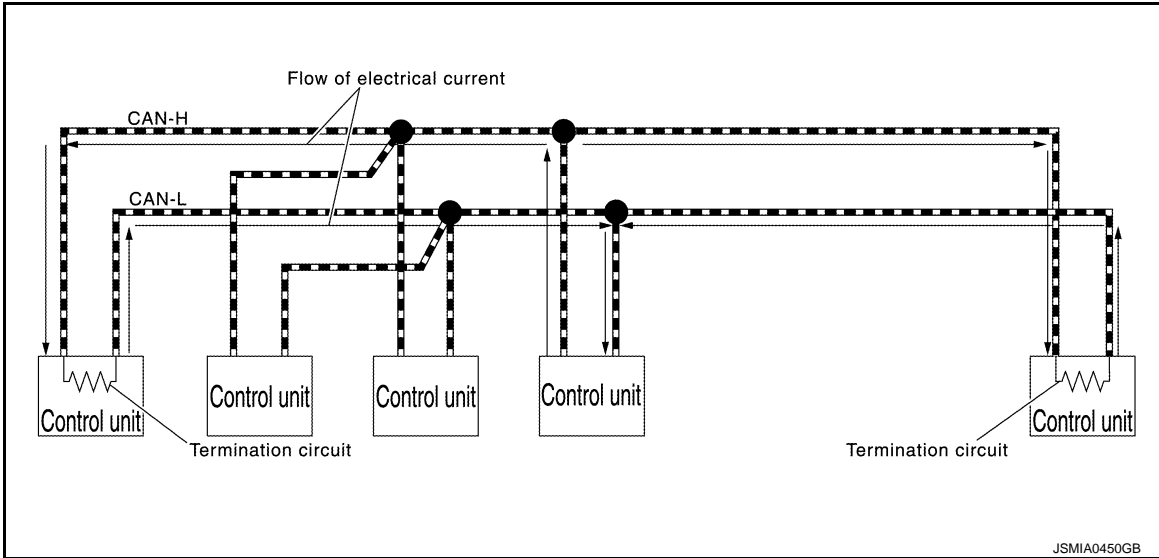 Flow of electrical current
CAN-H
CAN-L
Control unit
Control unit
Control unit
Control unit
Control unit
Termination circuit
Termination circuit
JSMIA0450GB